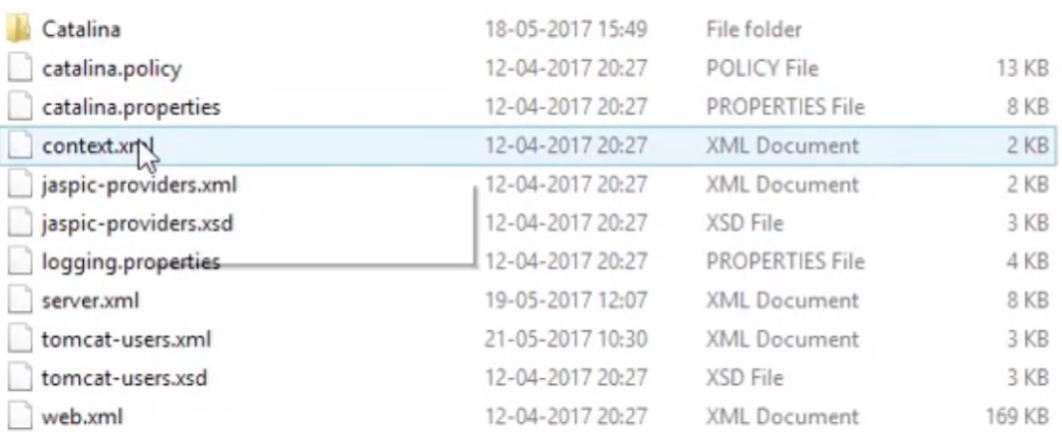 Catalina 18-05-2017 15:49 File folder
catalina.policy 12-04-2017 20:27 POLICY File 13 KB
catalina.properties 12-04-2017 20:27 PROPERTIES File 8 KB
context.xml 12-04-2017 20:27 XML Document 2 KB
jaspic-providers.xml 12-04-2017 20:27 XML Document 2 KB
jaspic-providers.xsd 12-04-2017 20:27 XSD File 3 KB
logging.properties 12-04-2017 20:27 PROPERTIES File 4 KB
server.xml 19-05-2017 12:07 XML Document 8 KB
tomcat-users.xml 21-05-2017 10:30 XML Document 3 KB
tomcat-users.xsd 12-04-2017 20:27 XSD File 3 KB
web.xml 12-04-2017 20:27 XML Document 169 KB